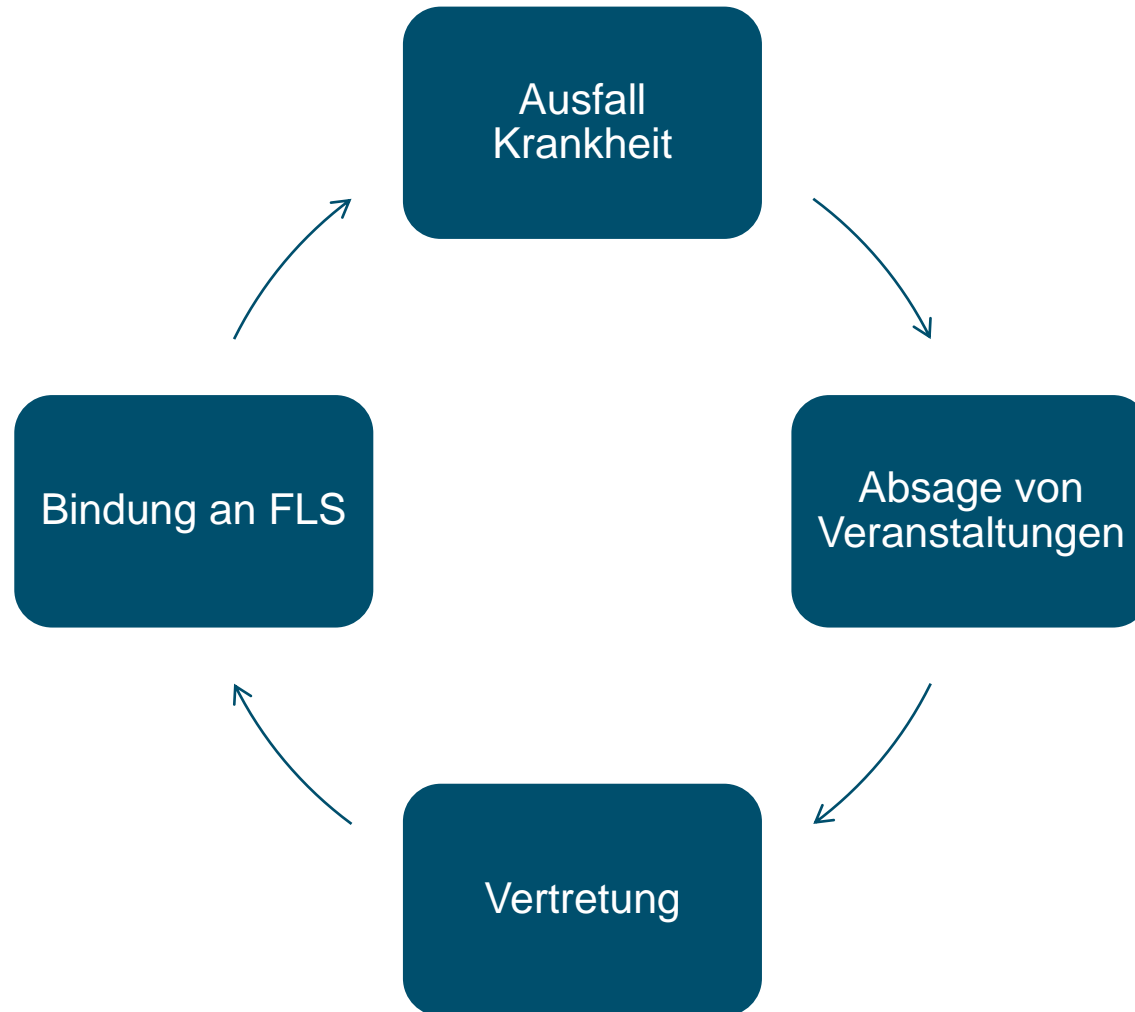 Ausfall
Krankheit
Absage von
Veranstaltungen
Vertretung
Bindung an FLS